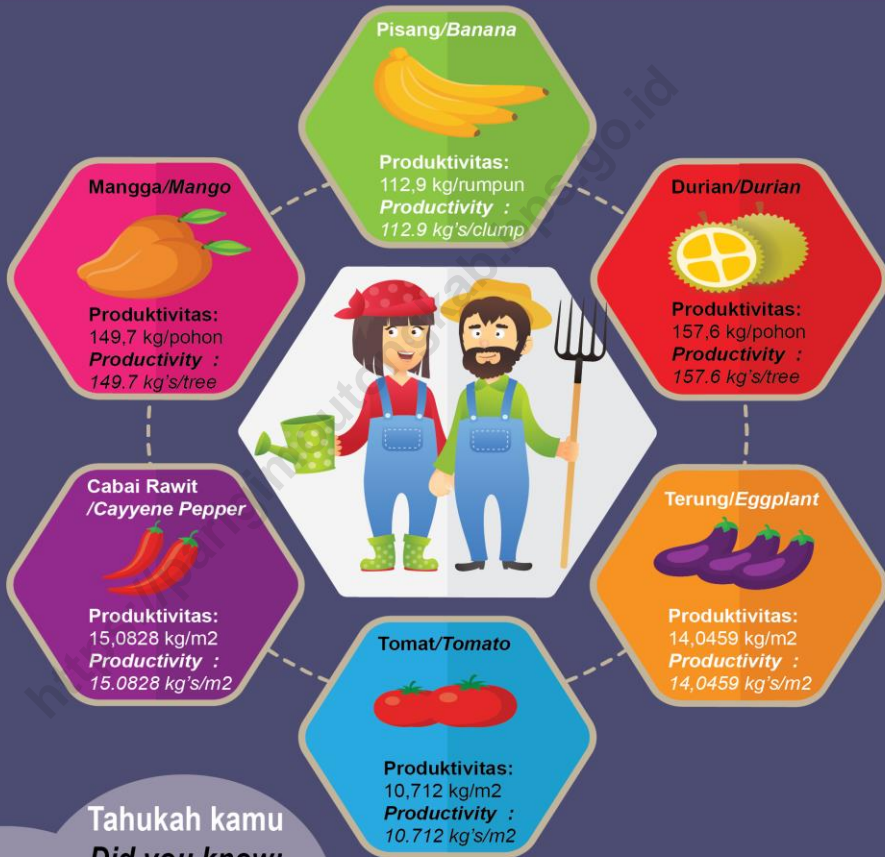 Pisang/Banana
Produktivitas:
112,9 kg/rumpun
Productivity :
112.9 kg's/clump
Mangga/Mango
Produktivitas:
149,7 kg/pohon
Productivity :
149.7 kg's/tree
Durian/Durian
Produktivitas:
157,6 kg/pohon
Productivity :
157.6 kg's/tree
Cabai Rawit
/Cayyene Pepper
Produktivitas:
15,0828 kg/m2
Productivity :
15.0828 kg's/m2
Terung/Eggplant
Produktivitas:
14,0459 kg/m2
Productivity :
14,0459 kg's/m2
Tomat/Tomato
Produktivitas:
10,712 kg/m2
Productivity :
10.712 kg's/m2
Tahukah kamu
Did you know: